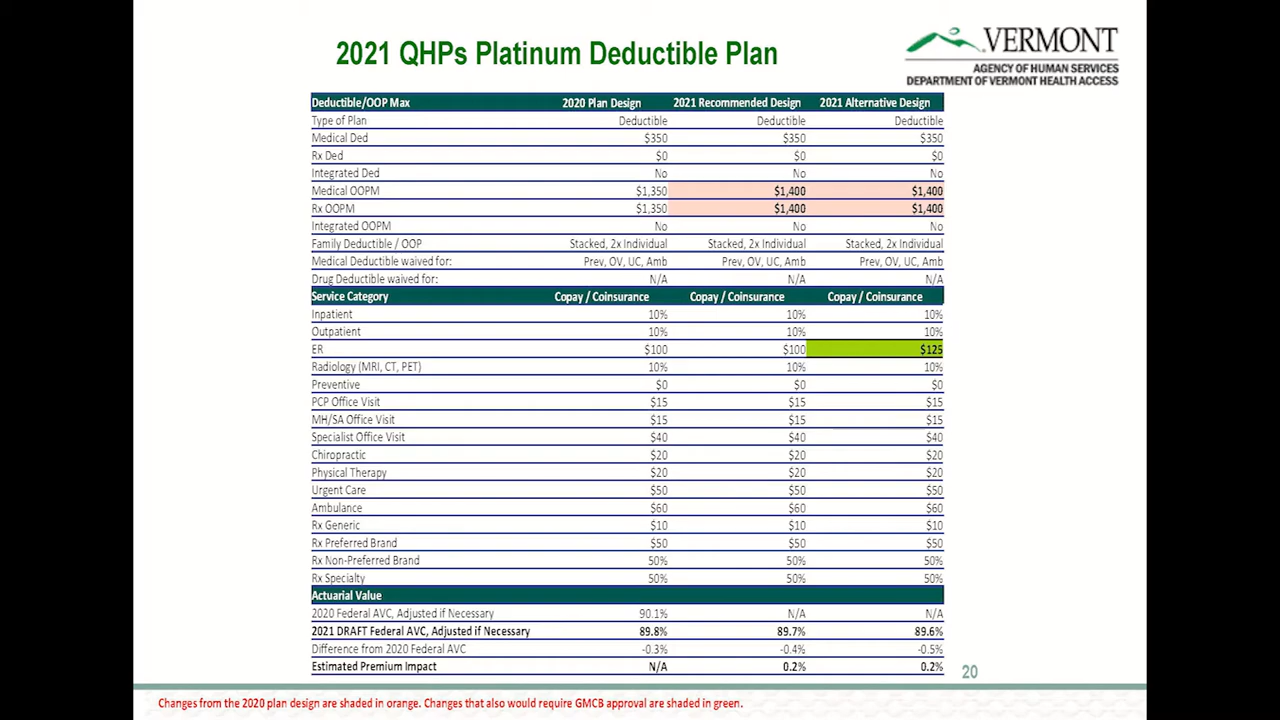 2021 QHPs Platinum Deductible Plan
VERMONT
AGENCY OF HUMAN SERVICES
DEPARTMENT OF VERMONT HEALTH ACCESS
Deductible/OOP Max 2020 Plan Design 2021 Recommended Design 2021 Alternative Design
Type of Plan Deductible Deductible Deductible
Medical Ded $350 $350 $350
Rx Ded $0 $0 $0
Integrated Ded No No No
Medical OOPM $1,350 $1,400 $1,400
Rx OOPM $1,350 $1,400 $1,400
Integrated OOPM No No No
Family Deductible / OOP Stacked, 2x Individual Stacked, 2x Individual Stacked, 2x Individual
Medical Deductible waived for: Prev, OV, UC, Amb Prev, OV, UC, Amb Prev, OV, UC, Amb
Drug Deductible waived for: N/A N/A N/A
Service Category Copay / Coinsurance Copay / Coinsurance Copay / Coinsurance
Inpatient 10% 10% 10%
Outpatient 10% 10% 10%
ER $100 $100 $125
Radiology (MRI, CT, PET) 10% 10% 10%
Preventive $0 $0 $0
PCP Office Visit $15 $15 $15
MH/SA Office Visit $15 $15 $15
Specialist Office Visit $40 $40 $40
Chiropractic $20 $20 $20
Physical Therapy $20 $20 $20
Urgent Care $50 $50 $50
Ambulance $60 $60 $60
Rx Generic $10 $10 $10
Rx Preferred Brand $50 $50 $50
Rx Non-Preferred Brand 50% 50% 50%
Rx Specialty 50% 50% 50%
Actuarial Value
2020 Federal AVC, Adjusted if Necessary 90.1% N/A N/A
2021 DRAFT Federal AVC, Adjusted if Necessary 89.8% 89.7% 89.6%
Difference from 2020 Federal AVC -0.3% -0.4% -0.5%
Estimated Premium Impact N/A 0.2% 0.2%
20
Changes from the 2020 plan design are shaded in orange. Changes that also would require GMCB approval are shaded in green.